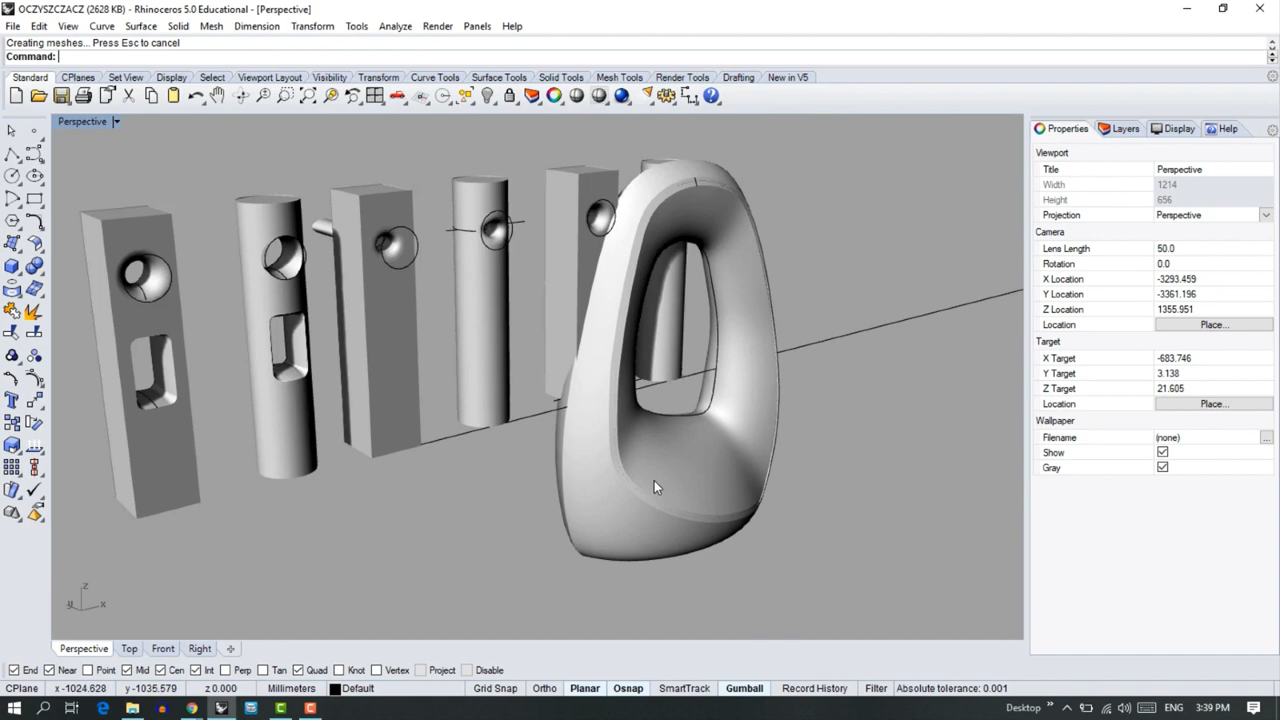 OCZYSZCZACZ (2628 KB) - Rhinoceros 5.0 Educational - [Perspective]
File Edit View Curve Surface Solid Mesh Dimension Transform Tools Analyze Render Panels Help
Creating meshes... Press Esc to cancel
Command:
Standard CPlanes Set View Display Select Viewport Layout Visibility Transform Curve Tools Surface Tools Solid Tools Mesh Tools Render Tools Drafting New in V5
Perspective
Properties Layers Display Help
Viewport
Title Perspective
Width 1214
Height 656
Projection Perspective
Camera
Lens Length 50.0
Rotation 0.0
X Location -3293.459
Y Location -3361.196
Z Location 1355.951
Location Place...
Target
X Target -683.746
Y Target 3.138
Z Target 21.605
Location Place...
Wallpaper
Filename (none) ...
Show
Gray
z
y x
Perspective Top Front Right
End Near Point Mid Cen Int Perp Tan Quad Knot Vertex Project Disable
CPlane x -1024.628 y -1035.579 z 0.000 Millimeters Default Grid Snap Ortho Planar Osnap SmartTrack Gumball Record History Filter Absolute tolerance: 0.001
Desktop ENG 3:39 PM